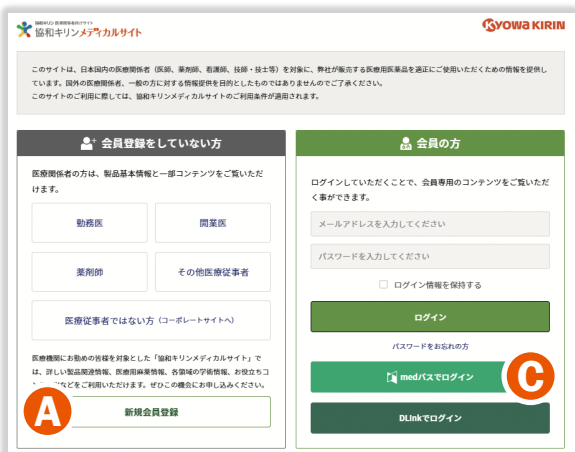 協和キリン 医療関係者向けサイト
協和キリンメディカルサイト
KYOWA KIRIN
このサイトは、日本国内の医療関係者（医師、薬剤師、看護師、技師・技士等）を対象に、弊社が販売する医療用医薬品を適正にご使用いただくための情報を提供し
ています。国外の医療関係者、一般の方に対する情報提供を目的としたものではありませんのでご了承ください。
このサイトのご利用に際しては、協和キリンメディカルサイトのご利用条件が適用されます。
会員登録をしていない方
医療関係者の方は、製品基本情報と一部コンテンツをご覧いただ
けます。
勤務医
開業医
薬剤師
その他医療従事者
医療従事者ではない方（コーポレートサイトへ）
医療機関にお勤めの皆様を対象とした「協和キリンメディカルサイト」で
は、詳しい製品関連情報、医療用麻薬情報、各領域の学術情報、お役立ちコ
などをご利用いただけます。ぜひこの機会にお申し込みください。
A
新規会員登録
会員の方
ログインしていただくことで、会員専用のコンテンツをご覧いただ
く事ができます。
メールアドレスを入力してください
パスワードを入力してください
ログイン情報を保持する
ログイン
パスワードをお忘れの方
medパスでログイン
C
DLinkでログイン